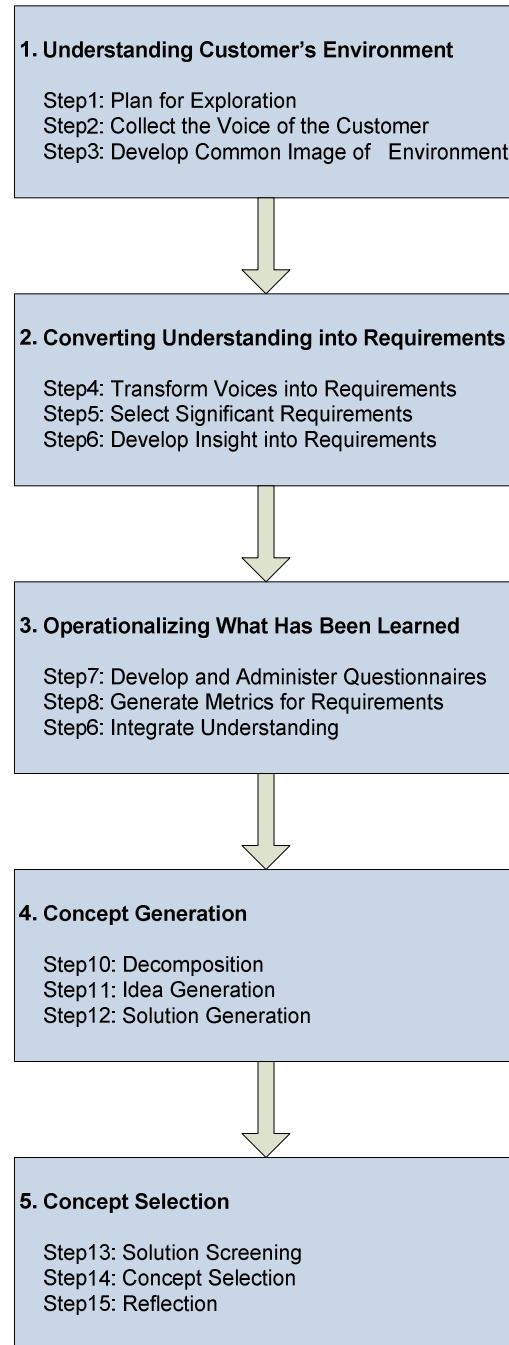 1. Understanding Customer's Environment
Step1: Plan for Exploration
Step2: Collect the Voice of the Customer
Step3: Develop Common Image of Environment
2. Converting Understanding into Requirements
Step4: Transform Voices into Requirements
Step5: Select Significant Requirements
Step6: Develop Insight into Requirements
3. Operationalizing What Has Been Learned
Step7: Develop and Administer Questionnaires
Step8: Generate Metrics for Requirements
Step6: Integrate Understanding
4. Concept Generation
Step10: Decomposition
Step11: Idea Generation
Step12: Solution Generation
5. Concept Selection
Step13: Solution Screening
Step14: Concept Selection
Step15: Reflection